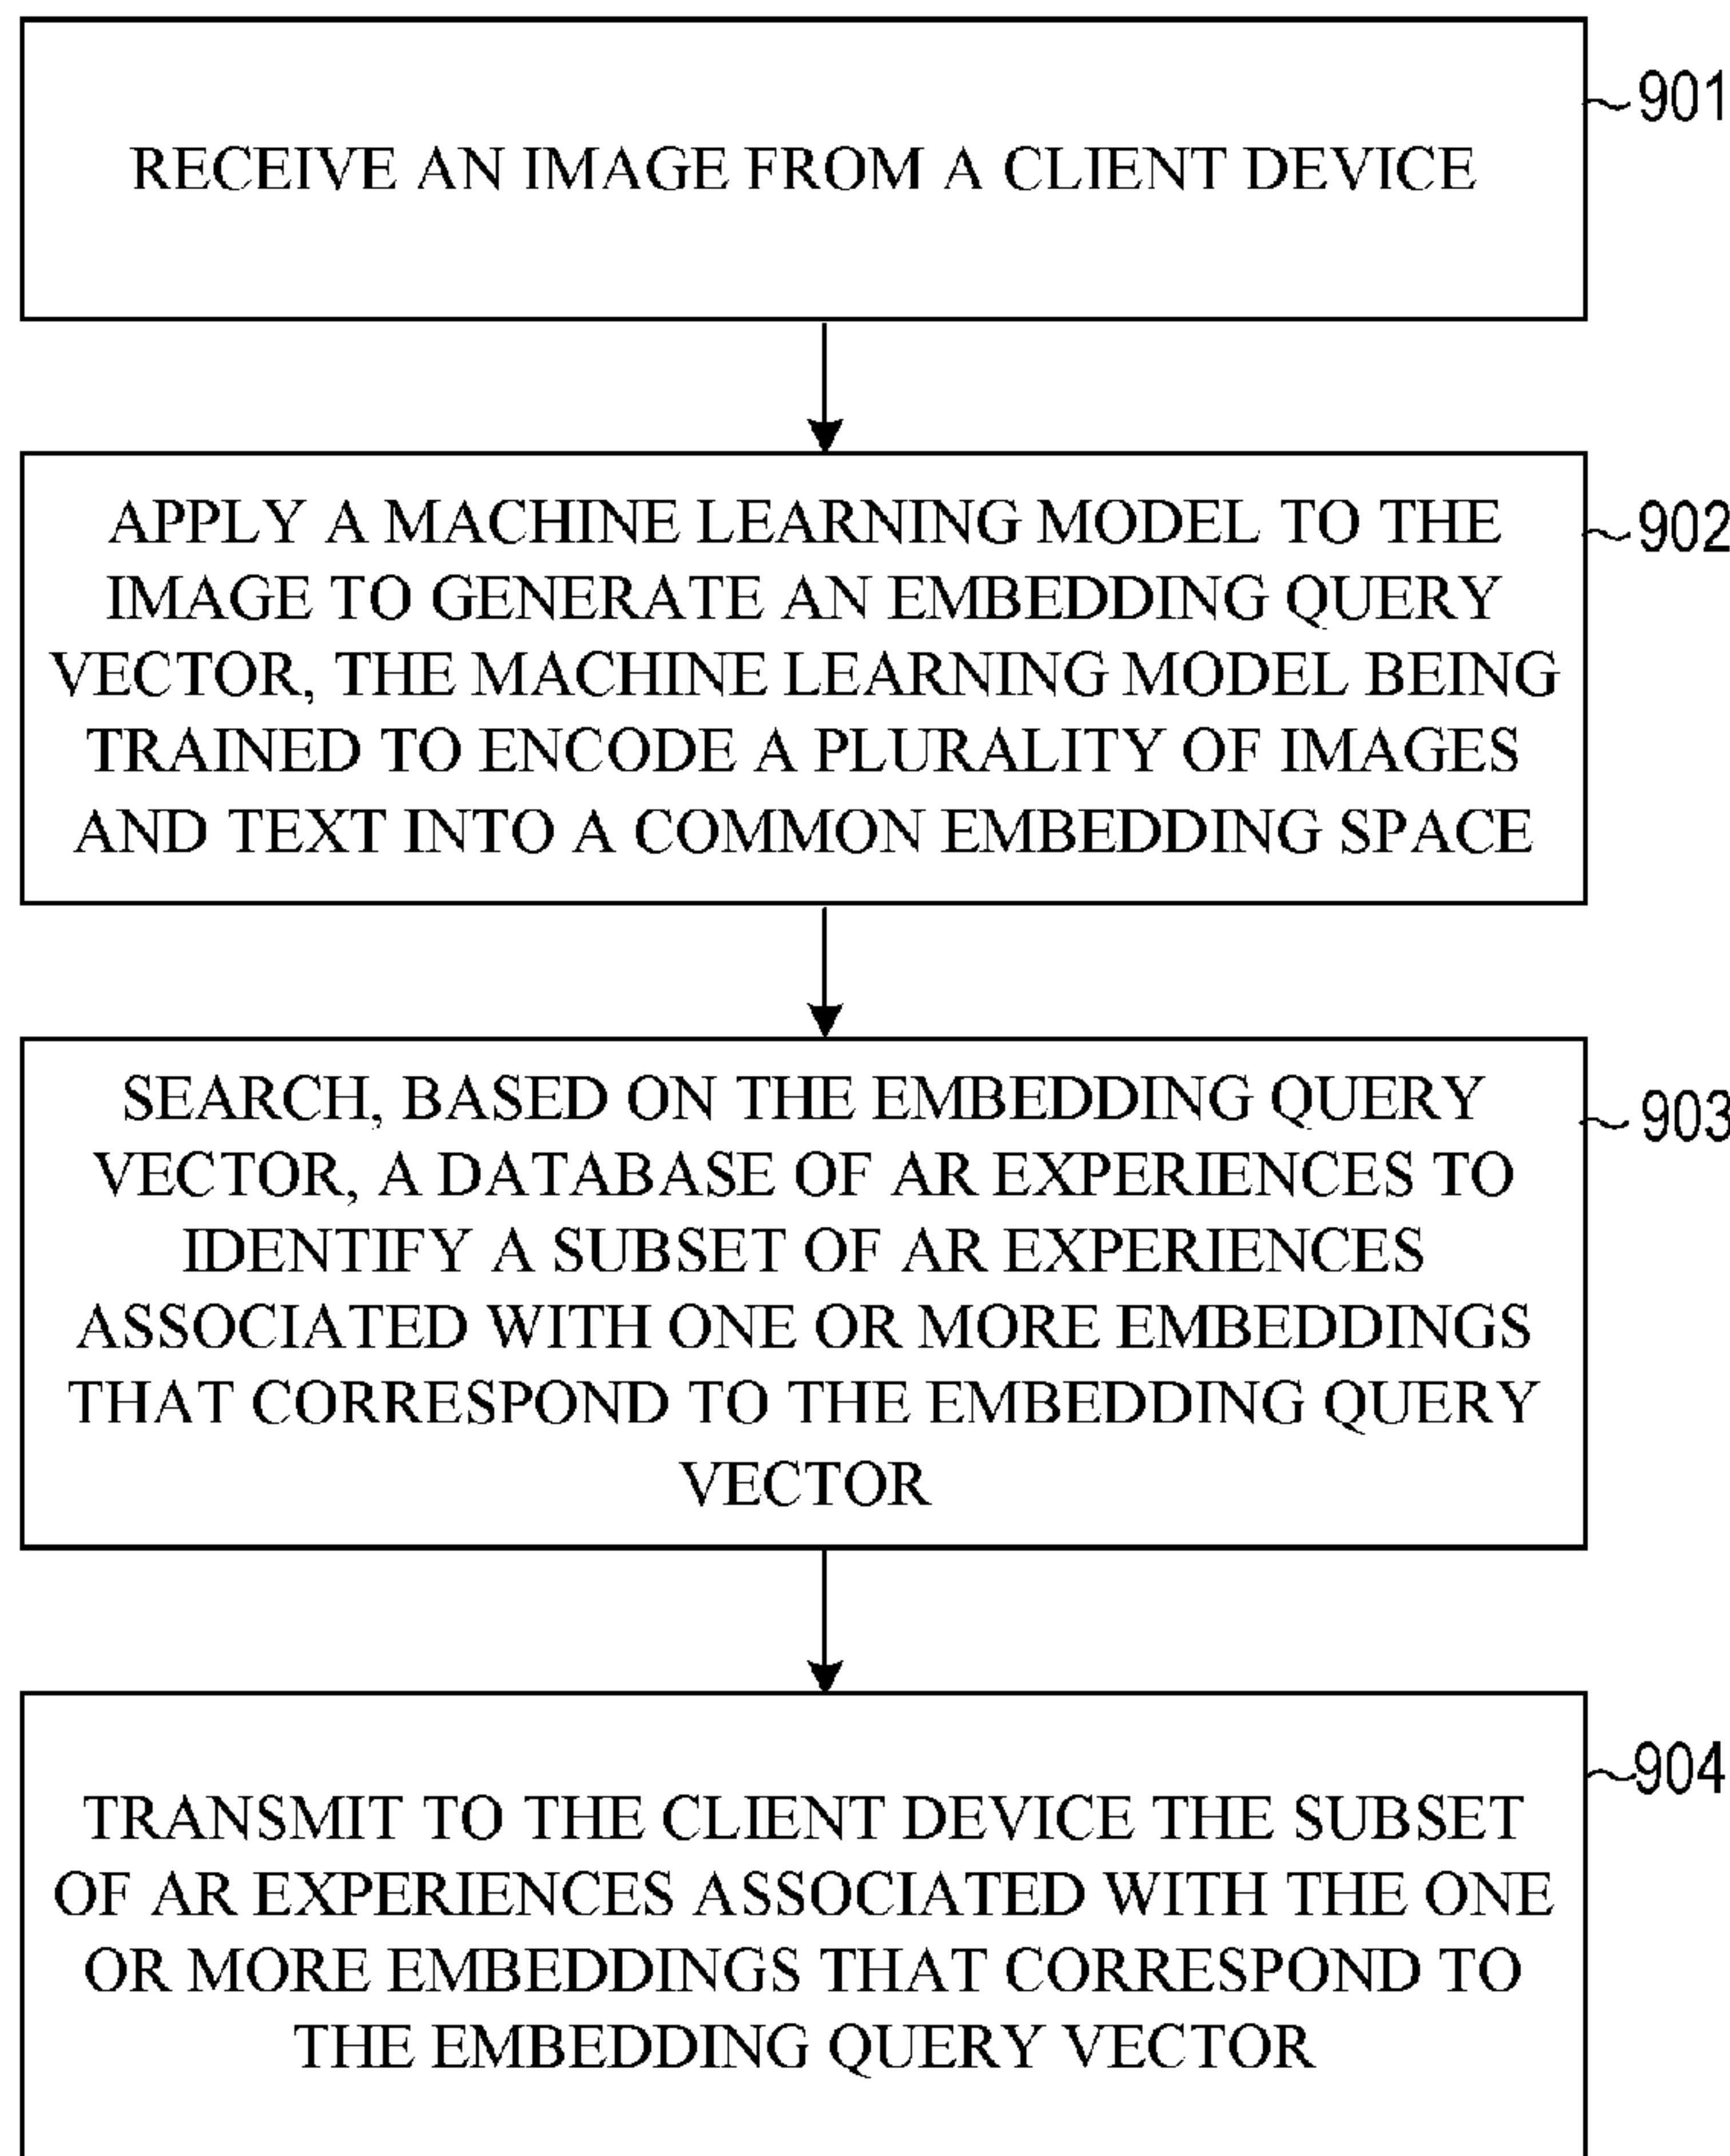 RECEIVE AN IMAGE FROM A CLIENT DEVICE
901
APPLY A MACHINE LEARNING MODEL TO THE
IMAGE TO GENERATE AN EMBEDDING QUERY
VECTOR, THE MACHINE LEARNING MODEL BEING
TRAINED TO ENCODE A PLURALITY OF IMAGES
AND TEXT INTO A COMMON EMBEDDING SPACE
902
SEARCH, BASED ON THE EMBEDDING QUERY
VECTOR, A DATABASE OF AR EXPERIENCES TO
IDENTIFY A SUBSET OF AR EXPERIENCES
ASSOCIATED WITH ONE OR MORE EMBEDDINGS
THAT CORRESPOND TO THE EMBEDDING QUERY
VECTOR
903
TRANSMIT TO THE CLIENT DEVICE THE SUBSET
OF AR EXPERIENCES ASSOCIATED WITH THE ONE
OR MORE EMBEDDINGS THAT CORRESPOND TO
THE EMBEDDING QUERY VECTOR
904